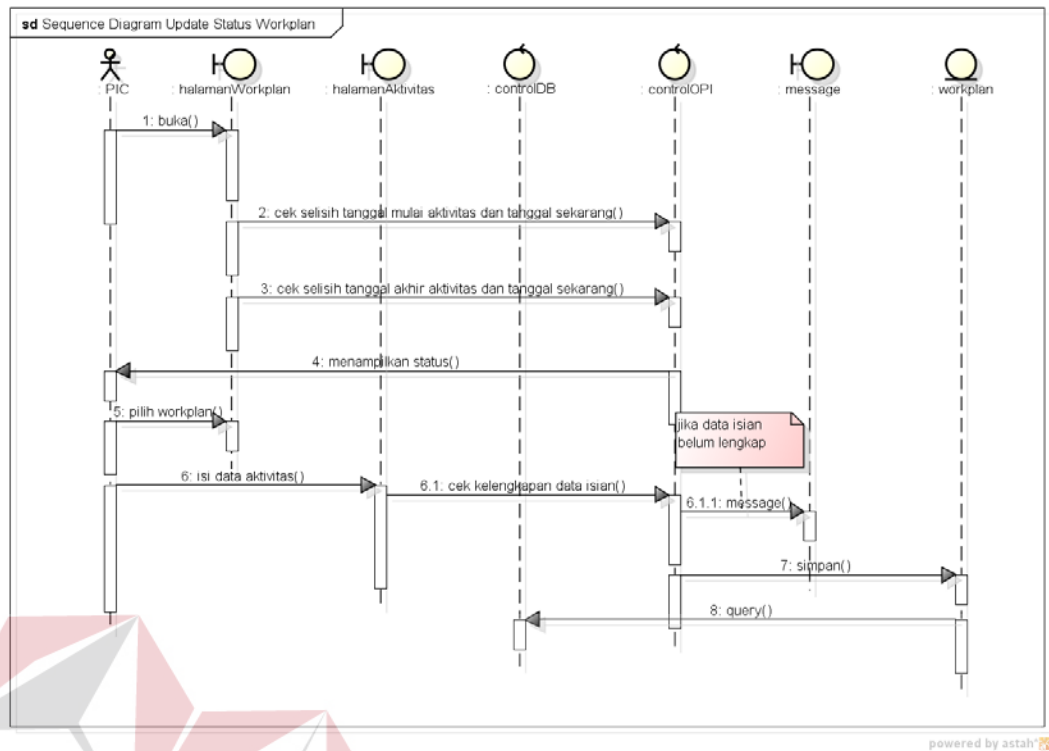 sd Sequence Diagram Update Status Workplan
: PIC
: halamanWorkplan
: halamanAktivitas
: controlDB
: controlOPI
: message
: workplan
1: buka()
2: cek selisih tanggal mulai aktivitas dan tanggal sekarang()
3: cek selisih tanggal akhir aktivitas dan tanggal sekarang()
4: menampilkan status()
5: pilih workplan()
jika data isian
belum lengkap
6: isi data aktivitas()
6.1: cek kelengkapan data isian()
6.1.1: message()
7: simpan()
8: query()
powered by astah*